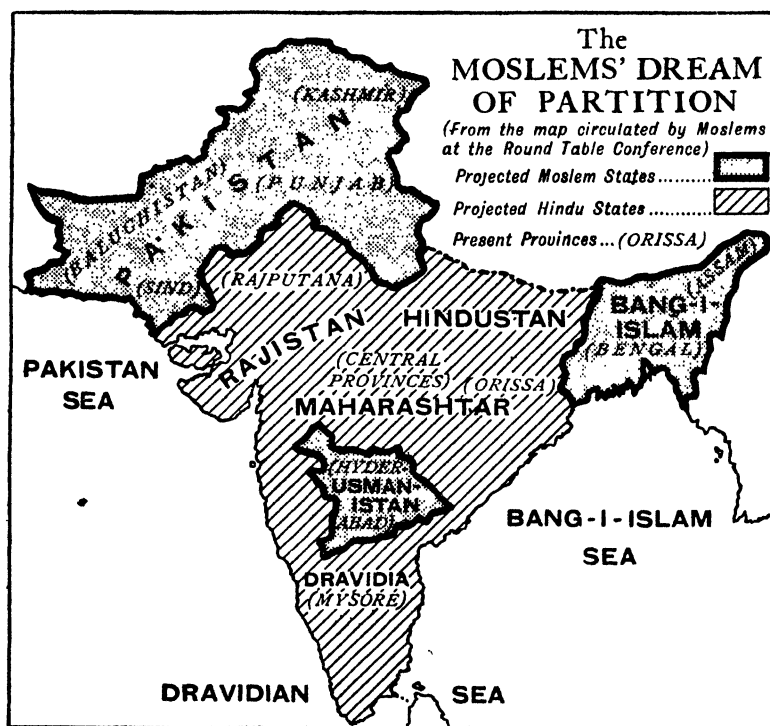 The
MOSLEMS' DREAM
OF PARTITION
(From the map circulated by Moslems
at the Round Table Conference)
Projected Moslem States..........
Projected Hindu States...........
Present Provinces...(ORISSA)
(KASHMIR)
PAKISTAN
(PUNJAB)
(BALUCHISTAN)
(SIND)
(RAJPUTANA)
RAJISTAN
HINDUSTAN
(ASSAM)
BANG-I-
ISLAM
(BENGAL)
PAKISTAN
SEA
(CENTRAL
PROVINCES)
(ORISSA)
MAHARASHTAR
(HYDER-
USMAN-
ISTAN
ABAD)
BANG-I-ISLAM
SEA
DRAVIDIA
(MYSORE)
DRAVIDIAN SEA